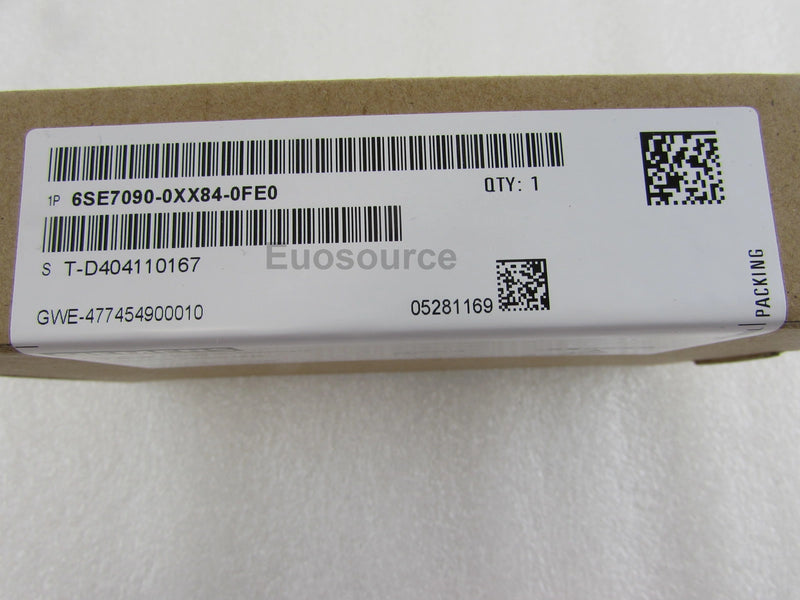 1P 6SE7090-0XX84-0FE0 QTY: 1
S T-D404110167
Euosource
GWE-477454900010 05281169
PACKING